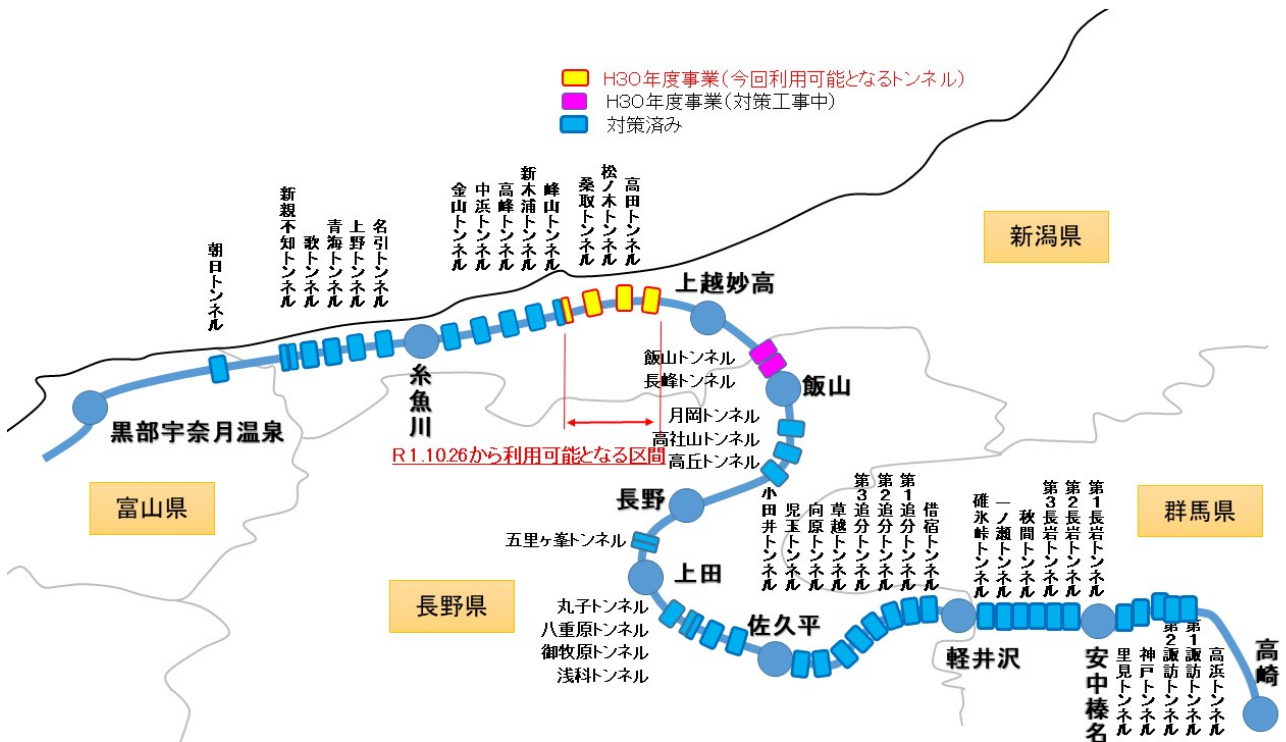 H30年度事業(今回利用可能となるトンネル)
H30年度事業(対策工事中)
対策済み
朝日トンネル
新親不知トンネル
歌トンネル
青海トンネル
上野トンネル
名引トンネル
金山トンネル
中浜トンネル
高峰トンネル
新木浦トンネル
峰山トンネル
桑取トンネル
松ノ木トンネル
高田トンネル
新潟県
上越妙高
飯山トンネル
長峰トンネル
飯山
糸魚川
黒部宇奈月温泉
月岡トンネル
高社山トンネル
高丘トンネル
R1.10.26から利用可能となる区間
富山県
長野
五里ヶ峯トンネル
上田
長野県
丸子トンネル
八重原トンネル
御牧原トンネル
浅科トンネル
佐久平
小田井トンネル
児玉トンネル
向原トンネル
草越トンネル
第3追分トンネル
第2追分トンネル
第1追分トンネル
借宿トンネル
軽井沢
碓氷峠トンネル
一ノ瀬トンネル
秋間トンネル
第3長岩トンネル
第2長岩トンネル
第1長岩トンネル
群馬県
安中榛名
里見トンネル
神戸トンネル
第2諏訪トンネル
第1諏訪トンネル
高浜トンネル
高崎